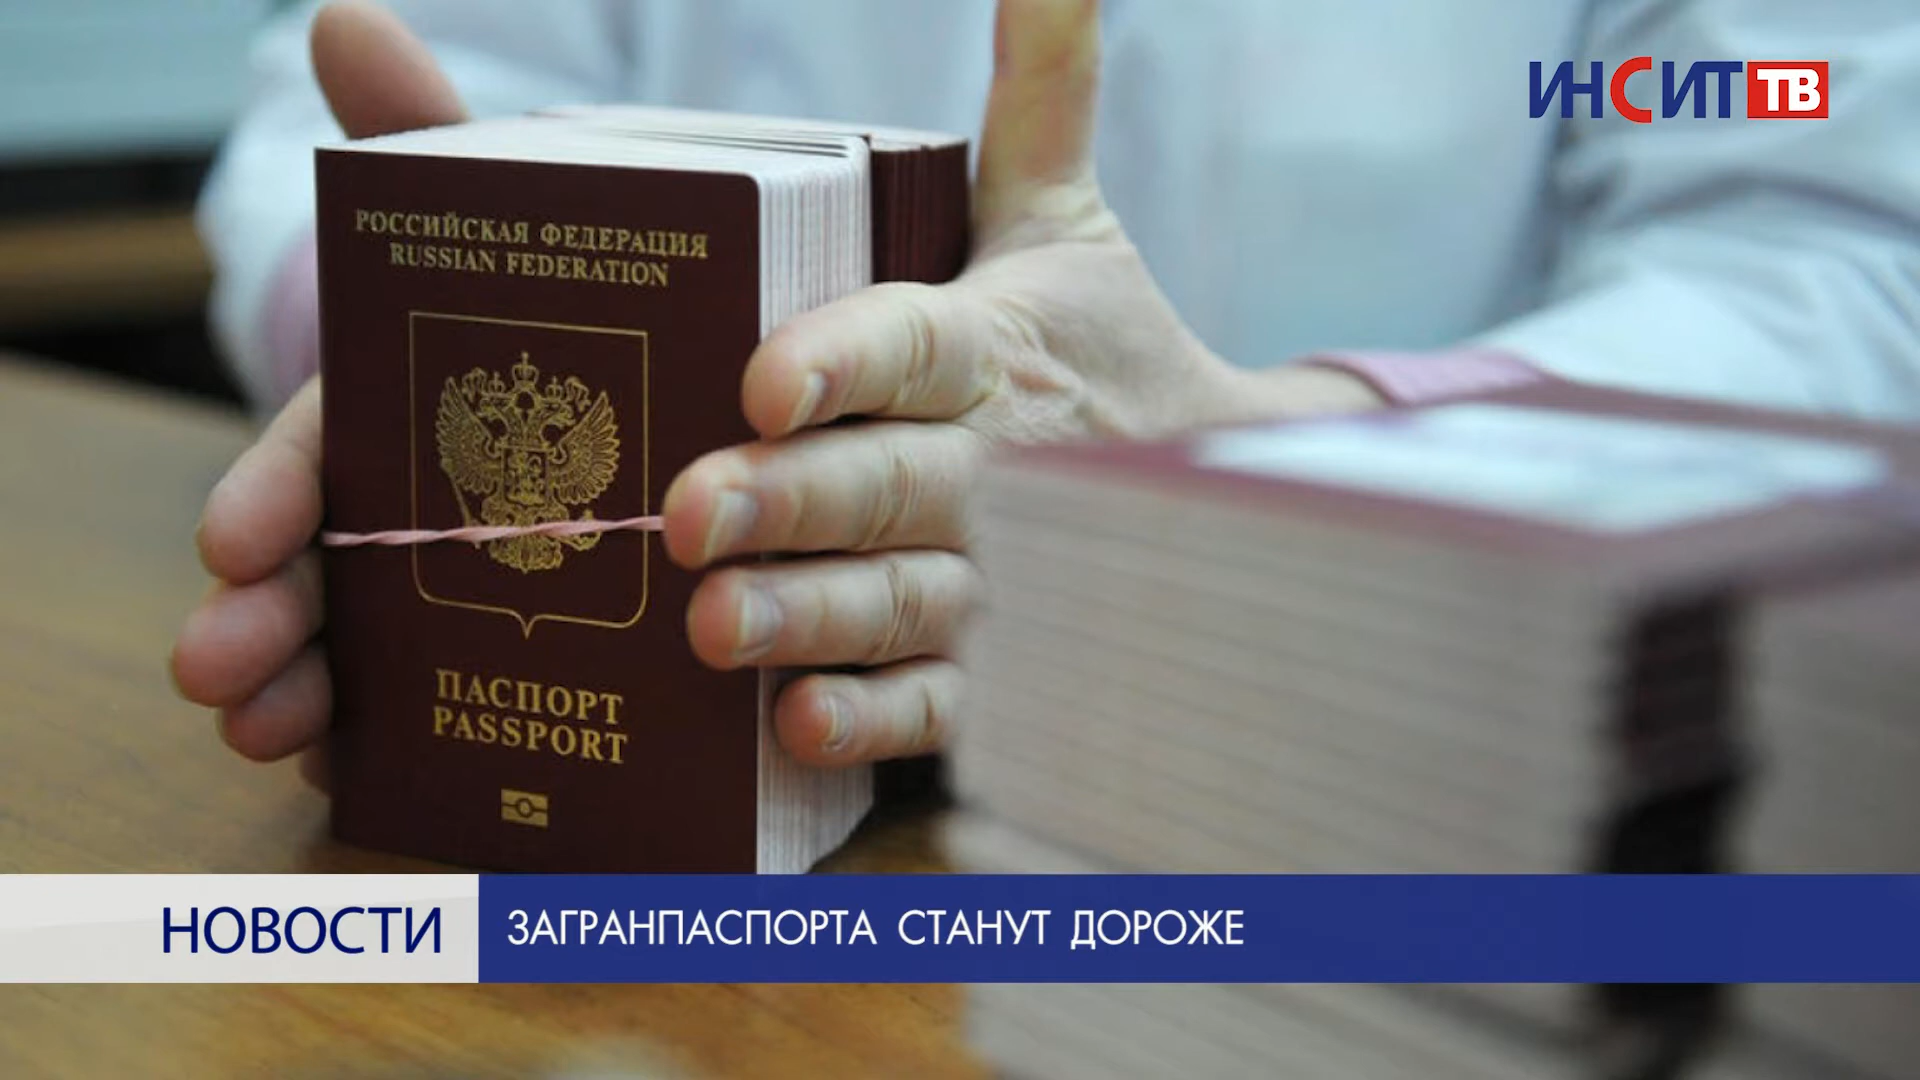 ИНСИТ ТВ
РОССИЙСКАЯ ФЕДЕРАЦИЯ
RUSSIAN FEDERATION
ПАСПОРТ
PASSPORT
НОВОСТИ
ЗАГРАНПАСПОРТА СТАНУТ ДОРОЖЕ